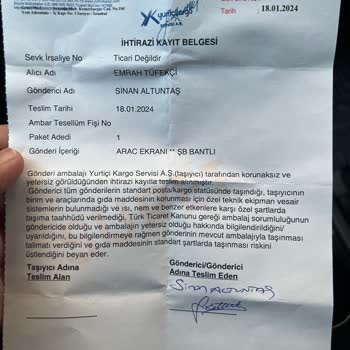 Yeni Adresimiz
Tarih : 18.01.2024
İHTİRAZİ KAYIT BELGESİ
Sevk İrsaliye No Ticari Değildir
Alıcı Adı EMRAH TÜFEKÇİ
Gönderici Adı SİNAN ALTUNTAŞ
Teslim Tarihi 18.01.2024
Ambar Tesellüm Fişi No
Paket Adedi 1
Gönderi İçeriği ARAC EKRANI ** ŞB BANTLI
Gönderi ambalajı Yurtiçi Kargo Servisi A.Ş.(taşıyıcı) tarafından korunaksız ve
yetersiz görüldüğünden ihtirazi kayıtla teslim alınmıştır.
Gönderici tüm gönderilerin standart posta/kargo statüsünde taşındığı, taşıyıcının
birim ve araçlarında gıda maddesinin korunması için özel teknik ekipman vesair
sistemlerin bulunmadığı ve ısı, nem ve benzer etkenlere karşı özel şartlarda
taşıma taahhüdü verilmediği, Türk Ticaret Kanunu gereği ambalaj sorumluluğunun
göndericide olduğu ve ambalajın yetersiz olduğu hakkında bilgilendirildiğini/
uyarıldığını, bu bilgilendirmeye rağmen gönderinin mevcut ambalajıyla taşınması
talimatı verdiğini ve gıda maddesinin standart şartlarda taşınması riskini
üstlendiğini beyan eder.
Taşıyıcı Adına
Teslim Alan
Gönderici/Gönderici
Adına Teslim Eden
Sinan ALTUNTAŞ